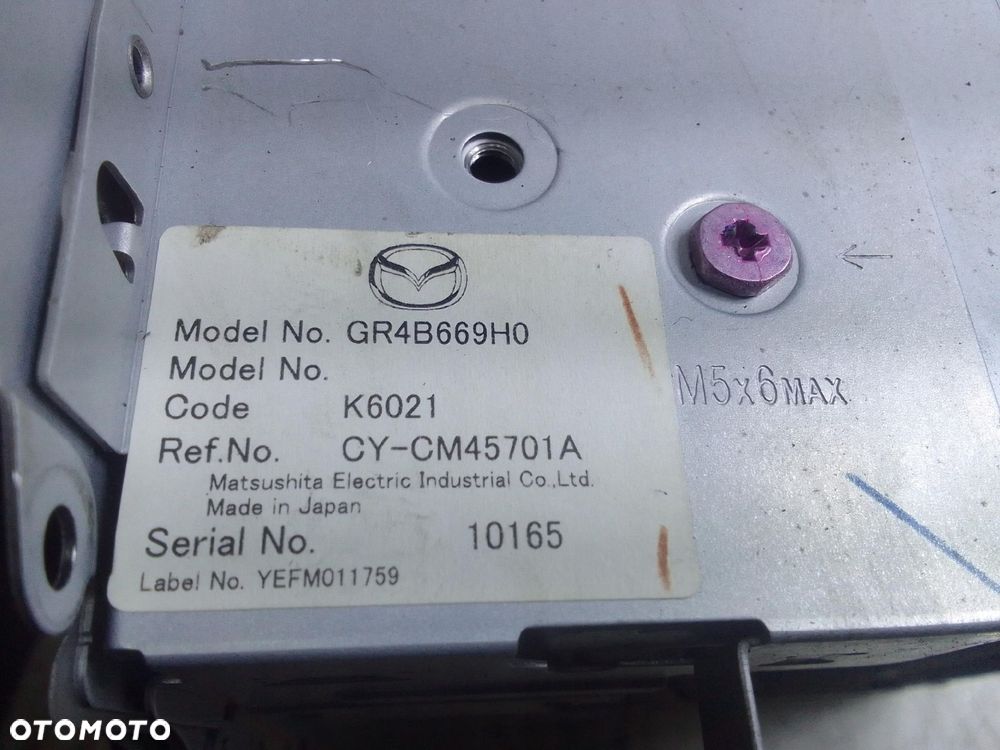 Model No. GR4B669H0
Model No.
Code K6021
Ref.No. CY-CM45701A
Matsushita Electric Industrial Co.,Ltd.
Made in Japan
Serial No. 10165
Label No. YEFM011759
M5x6MAX
OTOMOTO